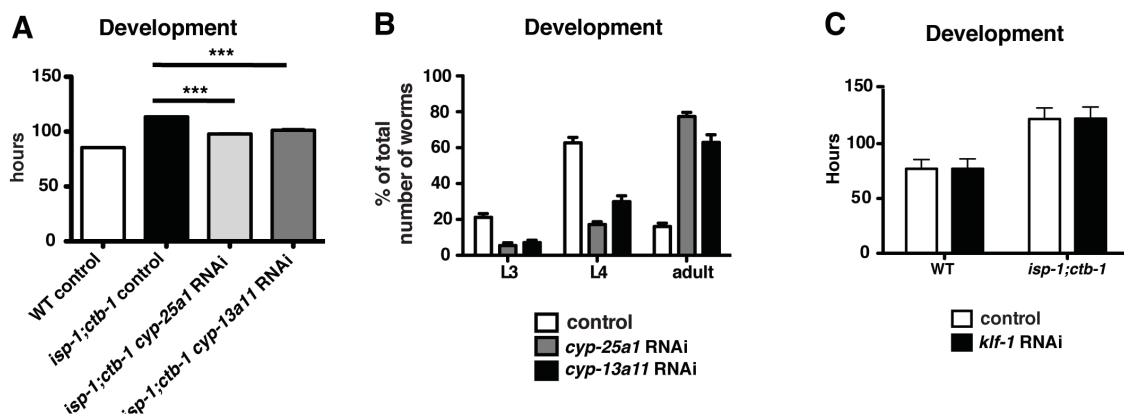 A
Development
***
***
150
100
50
0
hours
WT control
isp-1;ctb-1 control
isp-1;ctb-1 cyp-25a1 RNAi
isp-1;ctb-1 cyp-13a11 RNAi
B
Development
100
80
60
40
20
0
% of total
number of worms
L3 L4 adult
control
cyp-25a1 RNAi
cyp-13a11 RNAi
C
Development
150
100
50
0
Hours
WT isp-1;ctb-1
control
klf-1 RNAi